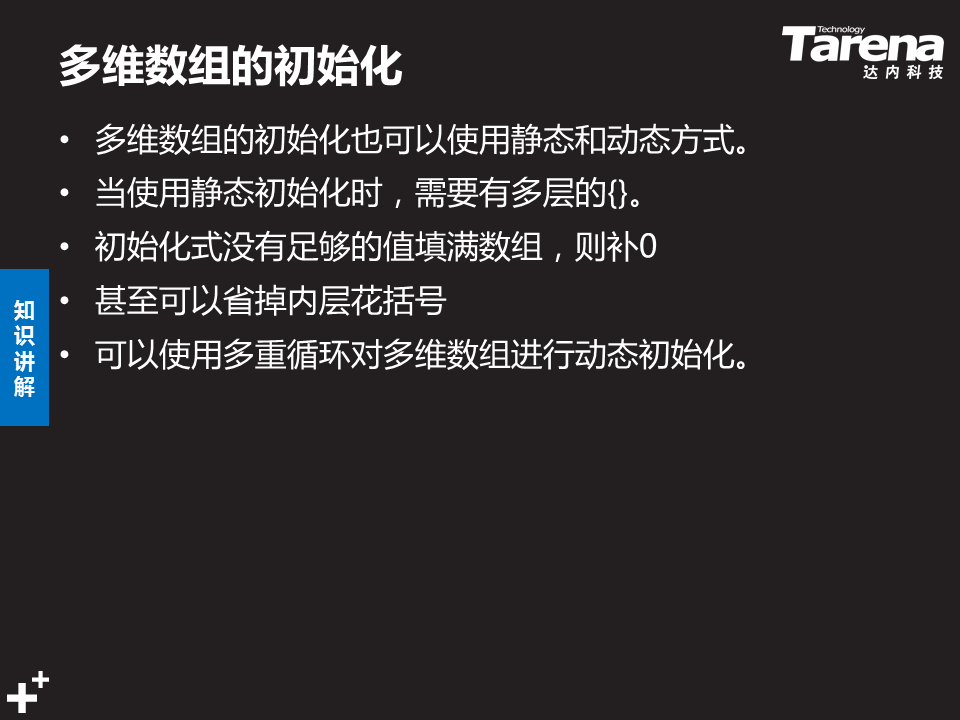 多维数组的初始化
Technology
Tarena
达内科技
• 多维数组的初始化也可以使用静态和动态方式。
• 当使用静态初始化时，需要有多层的{}。
• 初始化式没有足够的值填满数组，则补0
• 甚至可以省掉内层花括号
• 可以使用多重循环对多维数组进行动态初始化。
知
识
讲
解